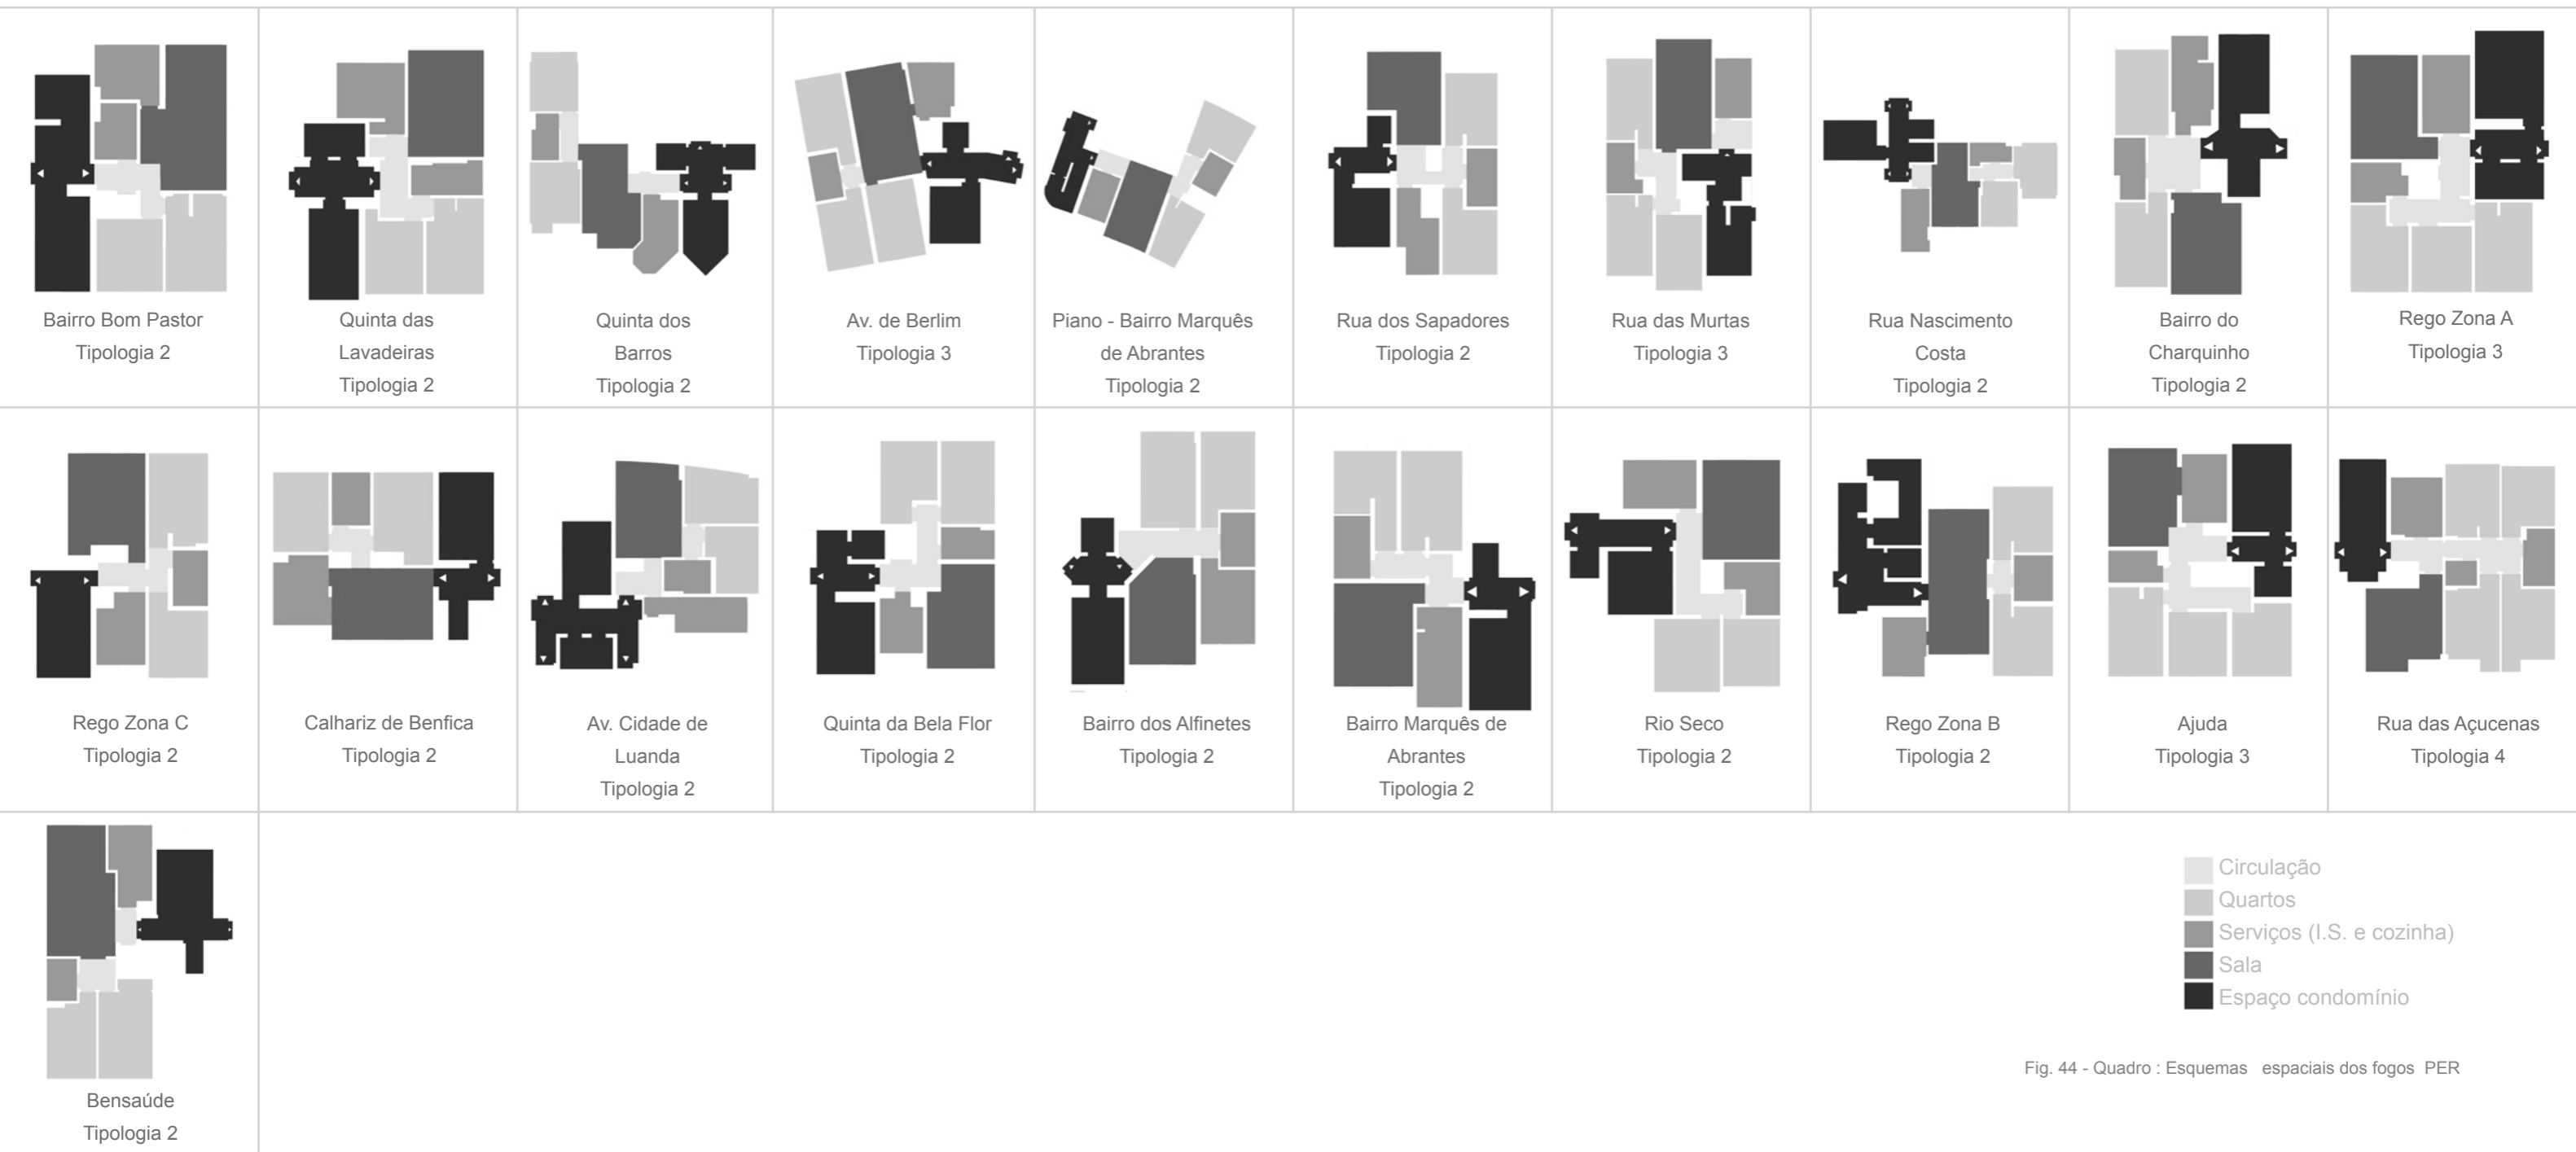 Bairro Bom Pastor
Tipologia 2
Quinta das
Lavadeiras
Tipologia 2
Quinta dos
Barros
Tipologia 2
Av. de Berlim
Tipologia 3
Piano - Bairro Marquês
de Abrantes
Tipologia 2
Rua dos Sapadores
Tipologia 2
Rua das Murtas
Tipologia 3
Rua Nascimento
Costa
Tipologia 2
Bairro do
Charquinho
Tipologia 2
Rego Zona A
Tipologia 3
Rego Zona C
Tipologia 2
Calhariz de Benfica
Tipologia 2
Av. Cidade de
Luanda
Tipologia 2
Quinta da Bela Flor
Tipologia 2
Bairro dos Alfinetes
Tipologia 2
Bairro Marquês de
Abrantes
Tipologia 2
Rio Seco
Tipologia 2
Rego Zona B
Tipologia 2
Ajuda
Tipologia 3
Rua das Açucenas
Tipologia 4
Bensaúde
Tipologia 2
Circulação
Quartos
Serviços (I.S. e cozinha)
Sala
Espaço condomínio
Fig. 44 - Quadro : Esquemas espaciais dos fogos PER